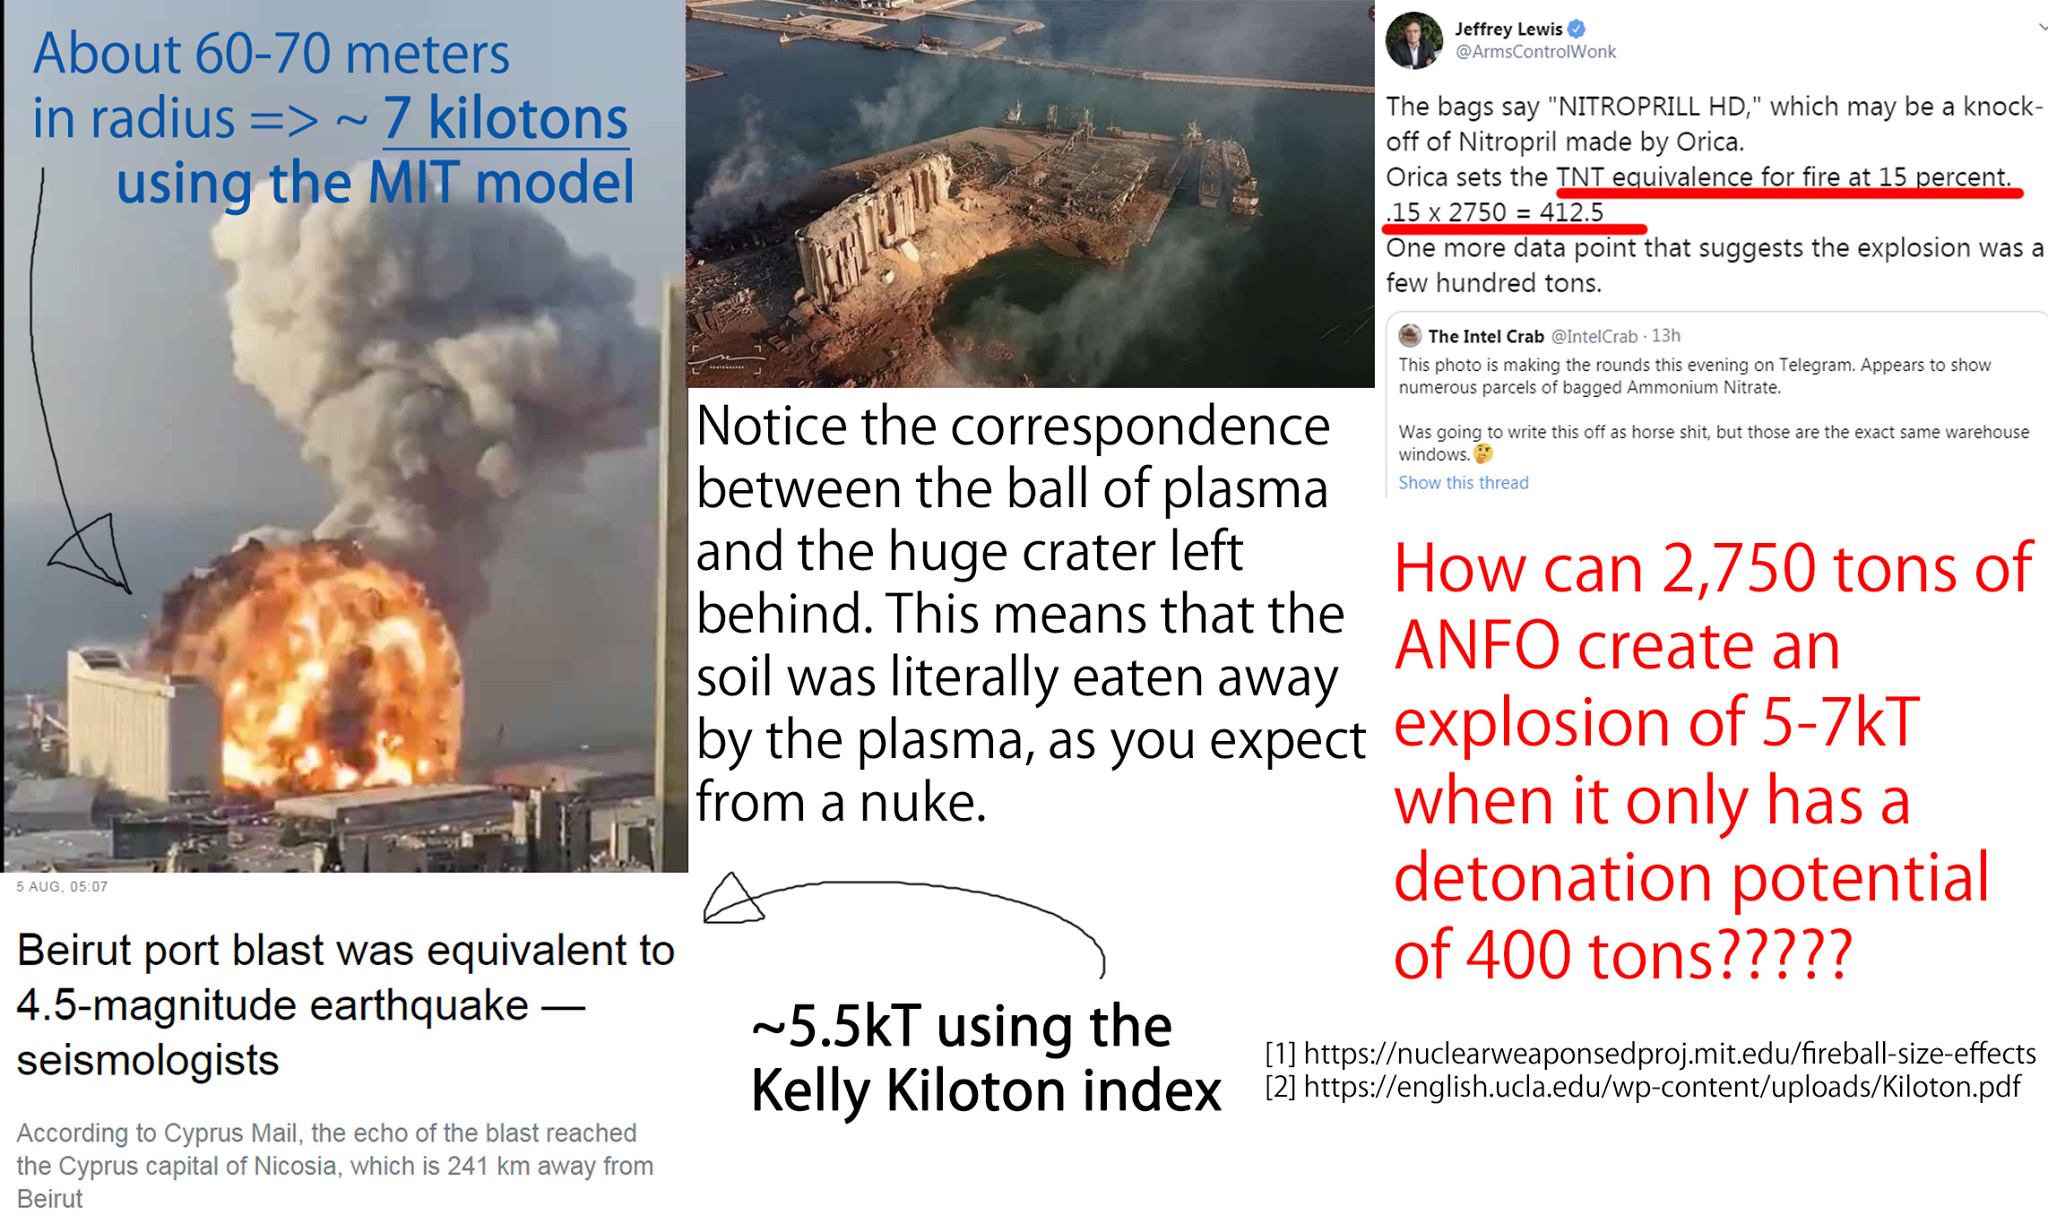 About 60-70 meters
in radius => ~ 7 kilotons
using the MIT model
5 AUG, 05:07
Beirut port blast was equivalent to
4.5-magnitude earthquake —
seismologists
According to Cyprus Mail, the echo of the blast reached
the Cyprus capital of Nicosia, which is 241 km away from
Beirut
Notice the correspondence
between the ball of plasma
and the huge crater left
behind. This means that the
soil was literally eaten away
by the plasma, as you expect
from a nuke.
~5.5kT using the
Kelly Kiloton index
Jeffrey Lewis
@ArmsControlWonk
The bags say "NITROPRILL HD," which may be a knock-
off of Nitropril made by Orica.
Orica sets the TNT equivalence for fire at 15 percent.
.15 x 2750 = 412.5
One more data point that suggests the explosion was a
few hundred tons.
The Intel Crab @IntelCrab · 13h
This photo is making the rounds this evening on Telegram. Appears to show
numerous parcels of bagged Ammonium Nitrate.
Was going to write this off as horse shit, but those are the exact same warehouse
windows.🤔
Show this thread
How can 2,750 tons of
ANFO create an
explosion of 5-7kT
when it only has a
detonation potential
of 400 tons?????
[1] https://nuclearweaponsedproj.mit.edu/fireball-size-effects
[2] https://english.ucla.edu/wp-content/uploads/Kiloton.pdf